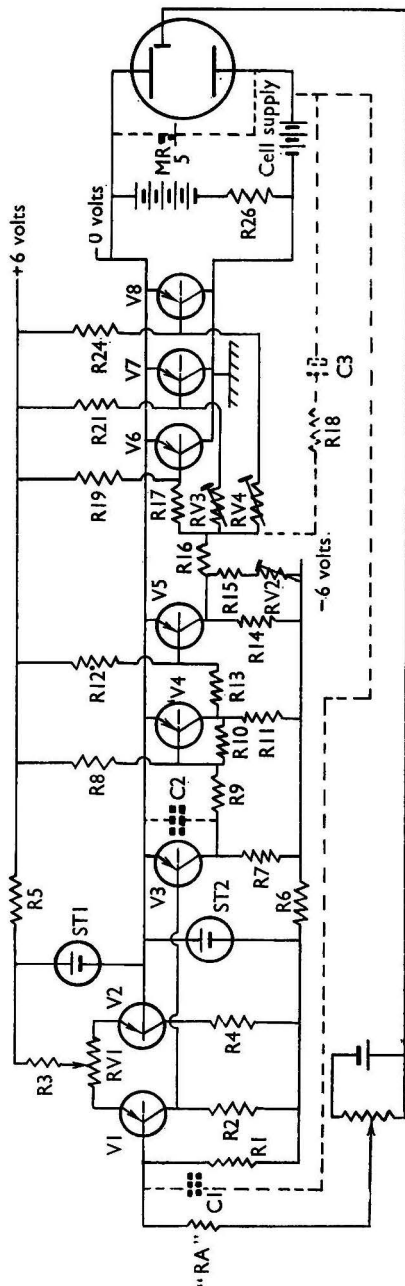 +6 volts
0 volts
R5
R3
RV1
ST1
V1
V2
R2
R4
R1
C1
"RA"
ST2
V3
C2
R7
R6
R8
R9
V4
R10
R11
R12
R13
V5
R14
R15
RV2
R16
-6 volts.
R19
R21
R24
V6
V7
V8
R17
RV3
RV4
R18
C3
MR
5
R26
Cell supply